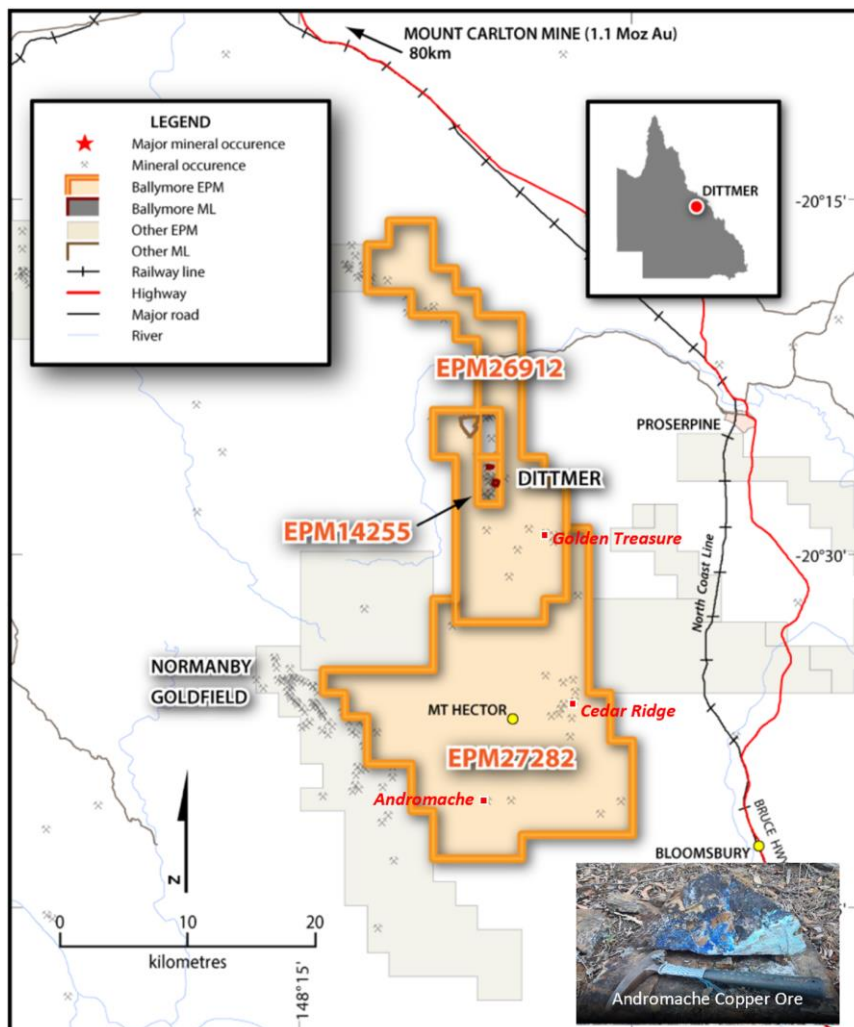 MOUNT CARLTON MINE (1.1 Moz Au)
80km
LEGEND
Major mineral occurence
Mineral occurence
Ballymore EPM
Ballymore ML
Other EPM
Other ML
Railway line
Highway
Major road
River
DITTMER
-20°15'
EPM26912
PROSERPINE
DITTMER
EPM14255
Golden Treasure
-20°30'
North Coast Line
NORMANBY
GOLDFIELD
MT HECTOR
Cedar Ridge
EPM27282
Andromache
BLOOMSBURY
BRUCE HWY
N
0 20
kilometres
148°15'
Andromache Copper Ore